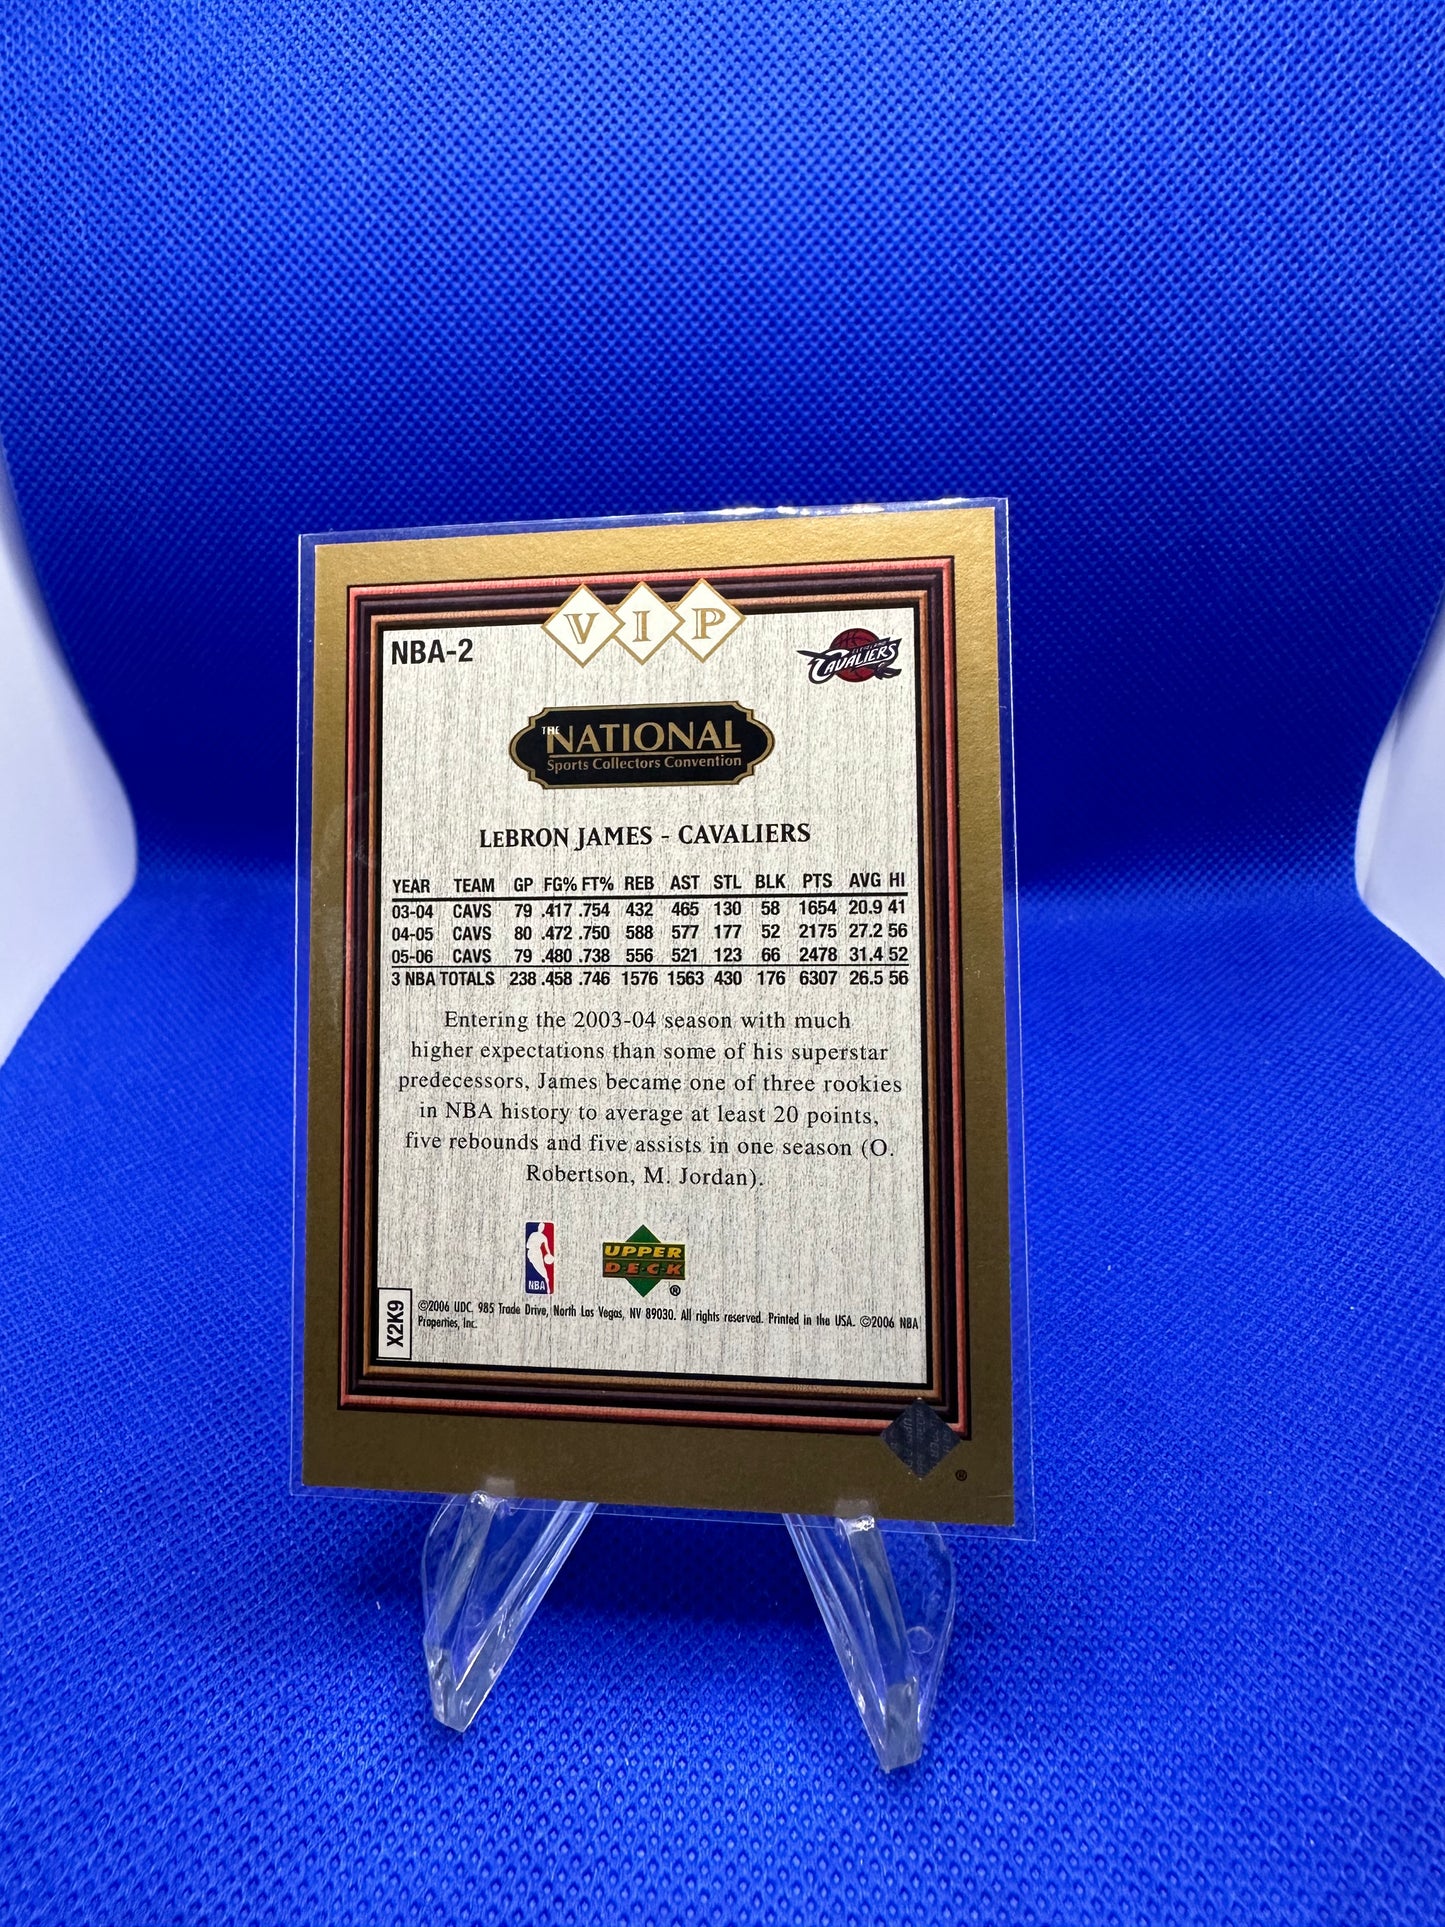 VIP
NBA-2
CAVALIERS
THE NATIONAL
Sports Collectors Convention
LeBRON JAMES - CAVALIERS
YEAR TEAM GP FG% FT% REB AST STL BLK PTS AVG HI
03-04 CAVS 79 .417 .754 432 465 130 58 1654 20.9 41
04-05 CAVS 80 .472 .750 588 577 177 52 2175 27.2 56
05-06 CAVS 79 .480 .738 556 521 123 66 2478 31.4 52
3 NBA TOTALS 238 .458 .746 1576 1563 430 176 6307 26.5 56
Entering the 2003-04 season with much
higher expectations than some of his superstar
predecessors, James became one of three rookies
in NBA history to average at least 20 points,
five rebounds and five assists in one season (O.
Robertson, M. Jordan).
NBA
UPPER
DECK
®
X2K9
©2006 UDC. 985 Trade Drive, North Las Vegas, NV 89030. All rights reserved. Printed in the USA. ©2006 NBA
Properties, Inc.
®